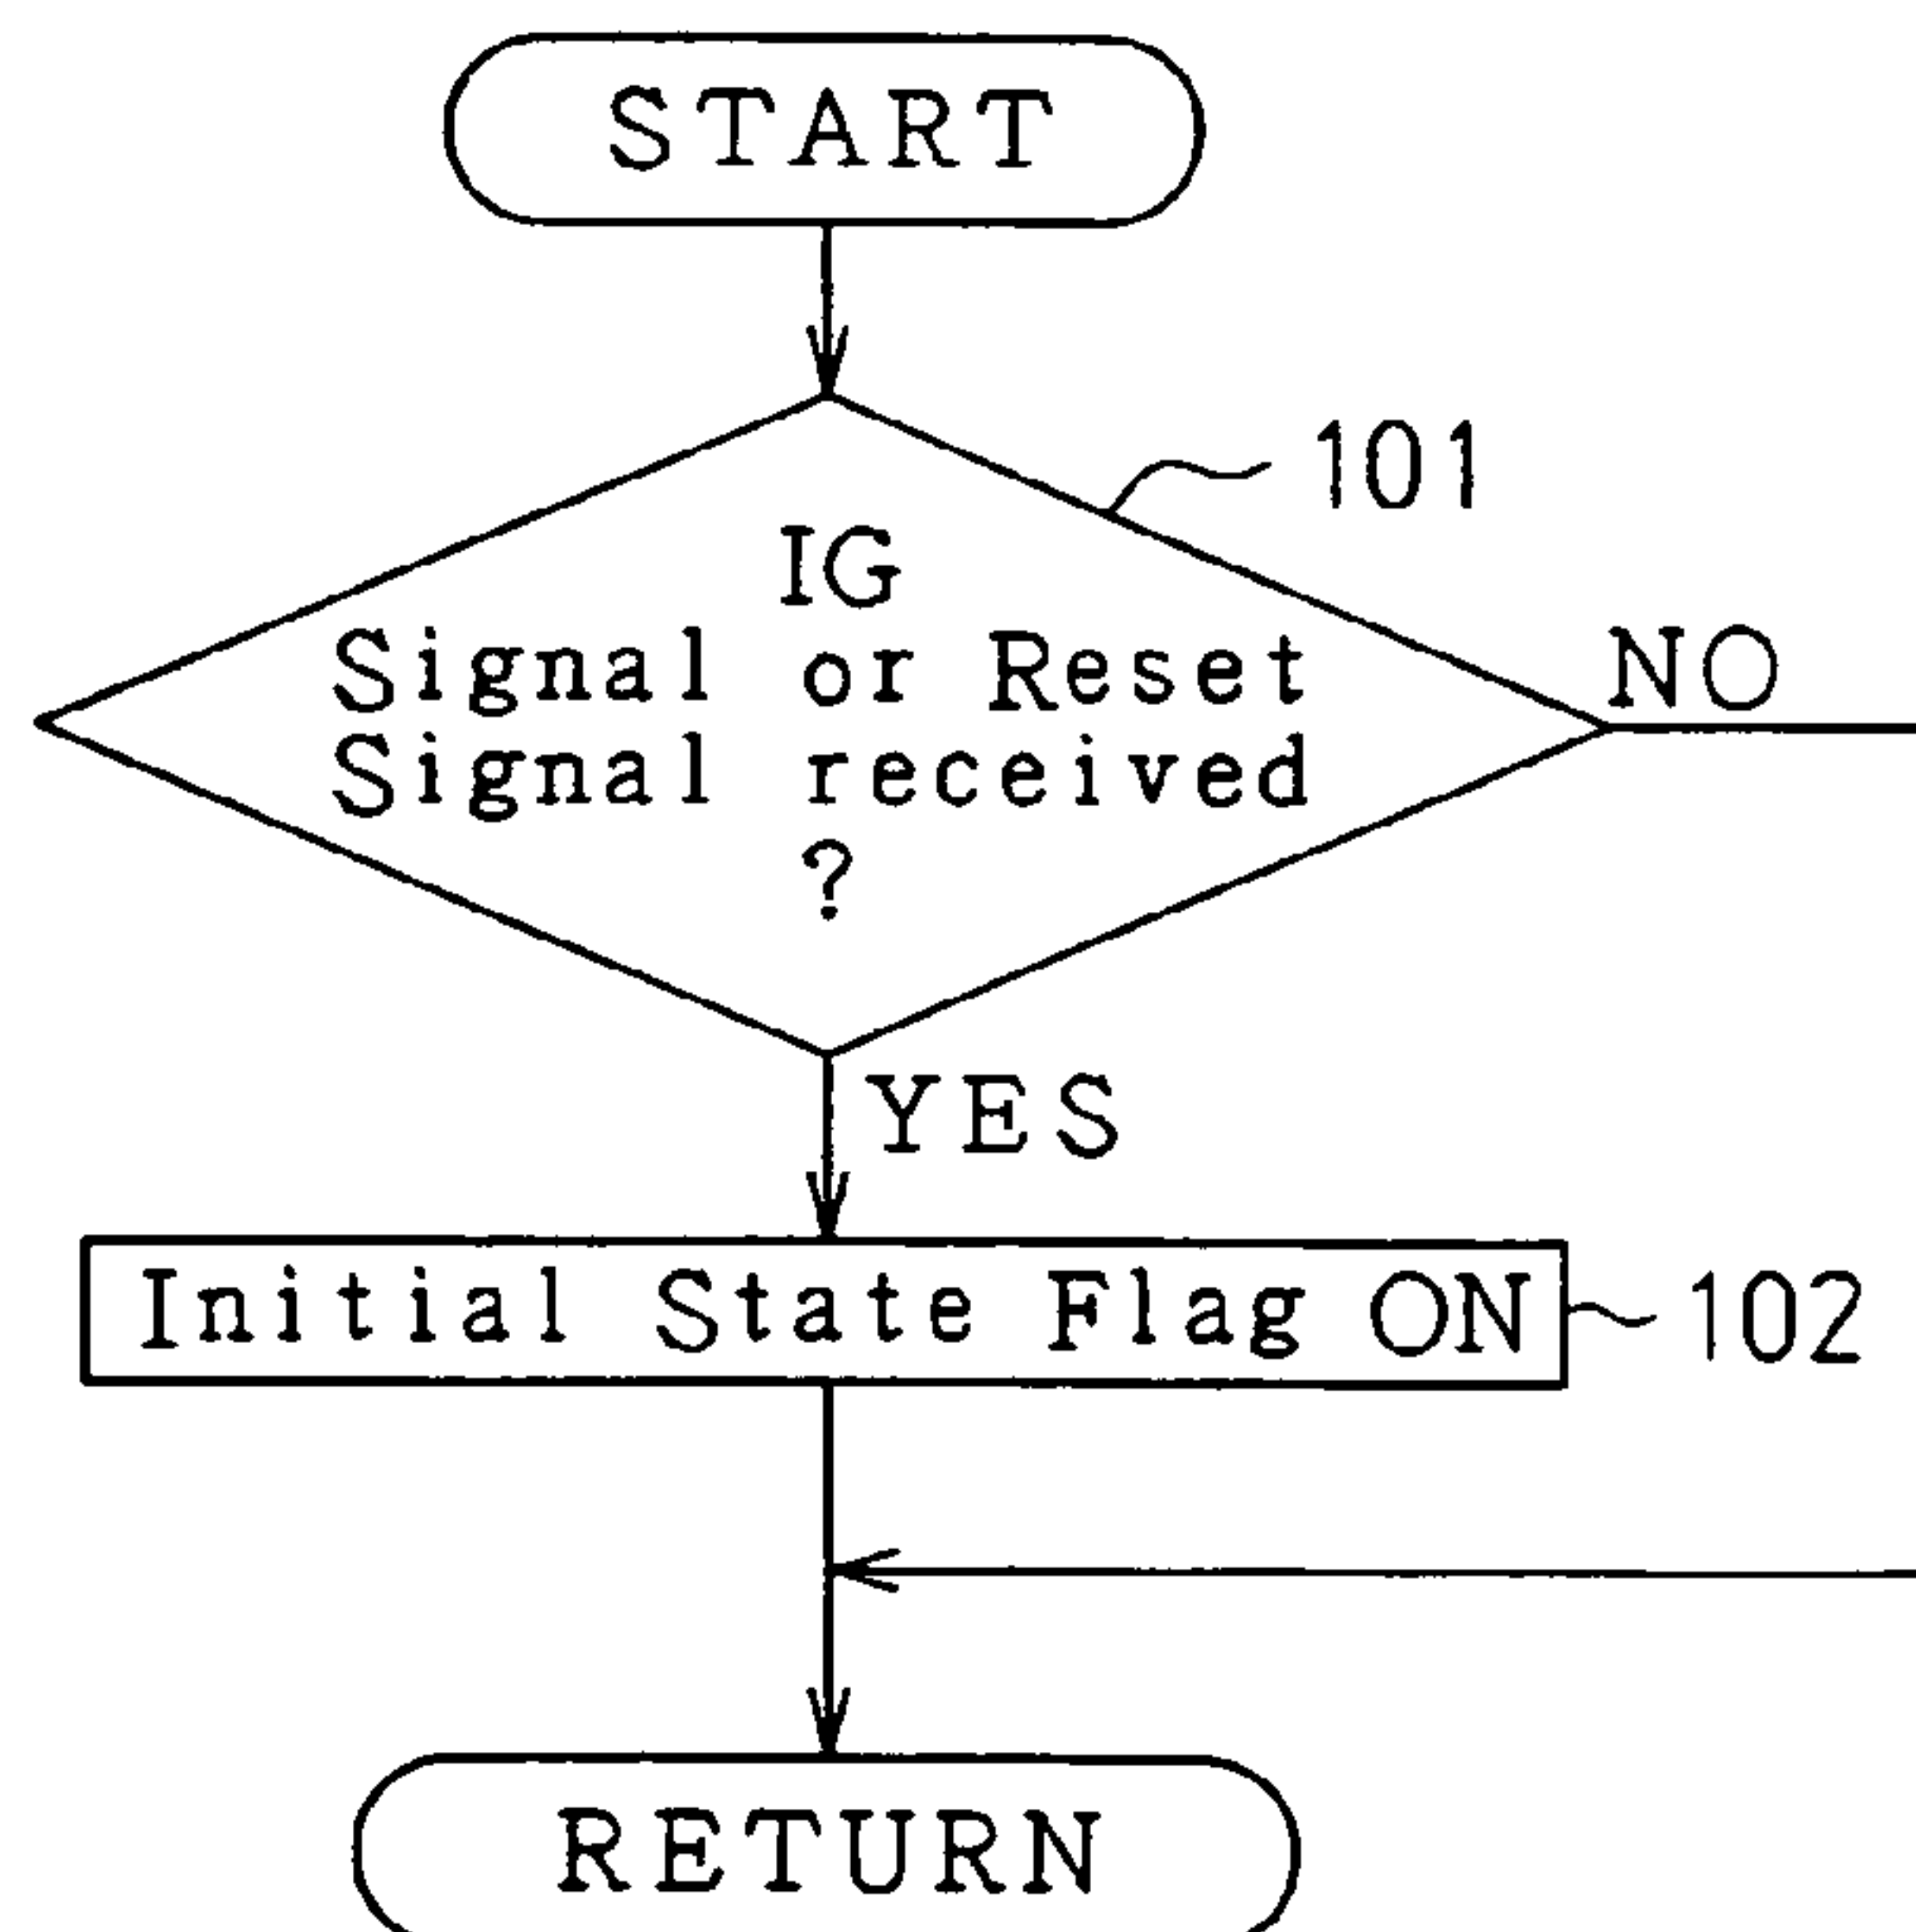 START
101
IG
Signal or Reset
Signal received
?
NO
YES
Initial State Flag ON
102
RETURN